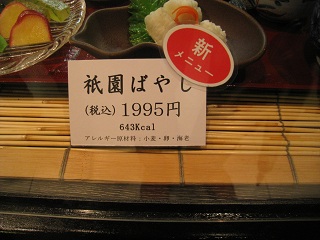 新
メニュー
祇園ばやし
(税込) 1995円
643Kcal
アレルギー原材料:小麦・卵・海老